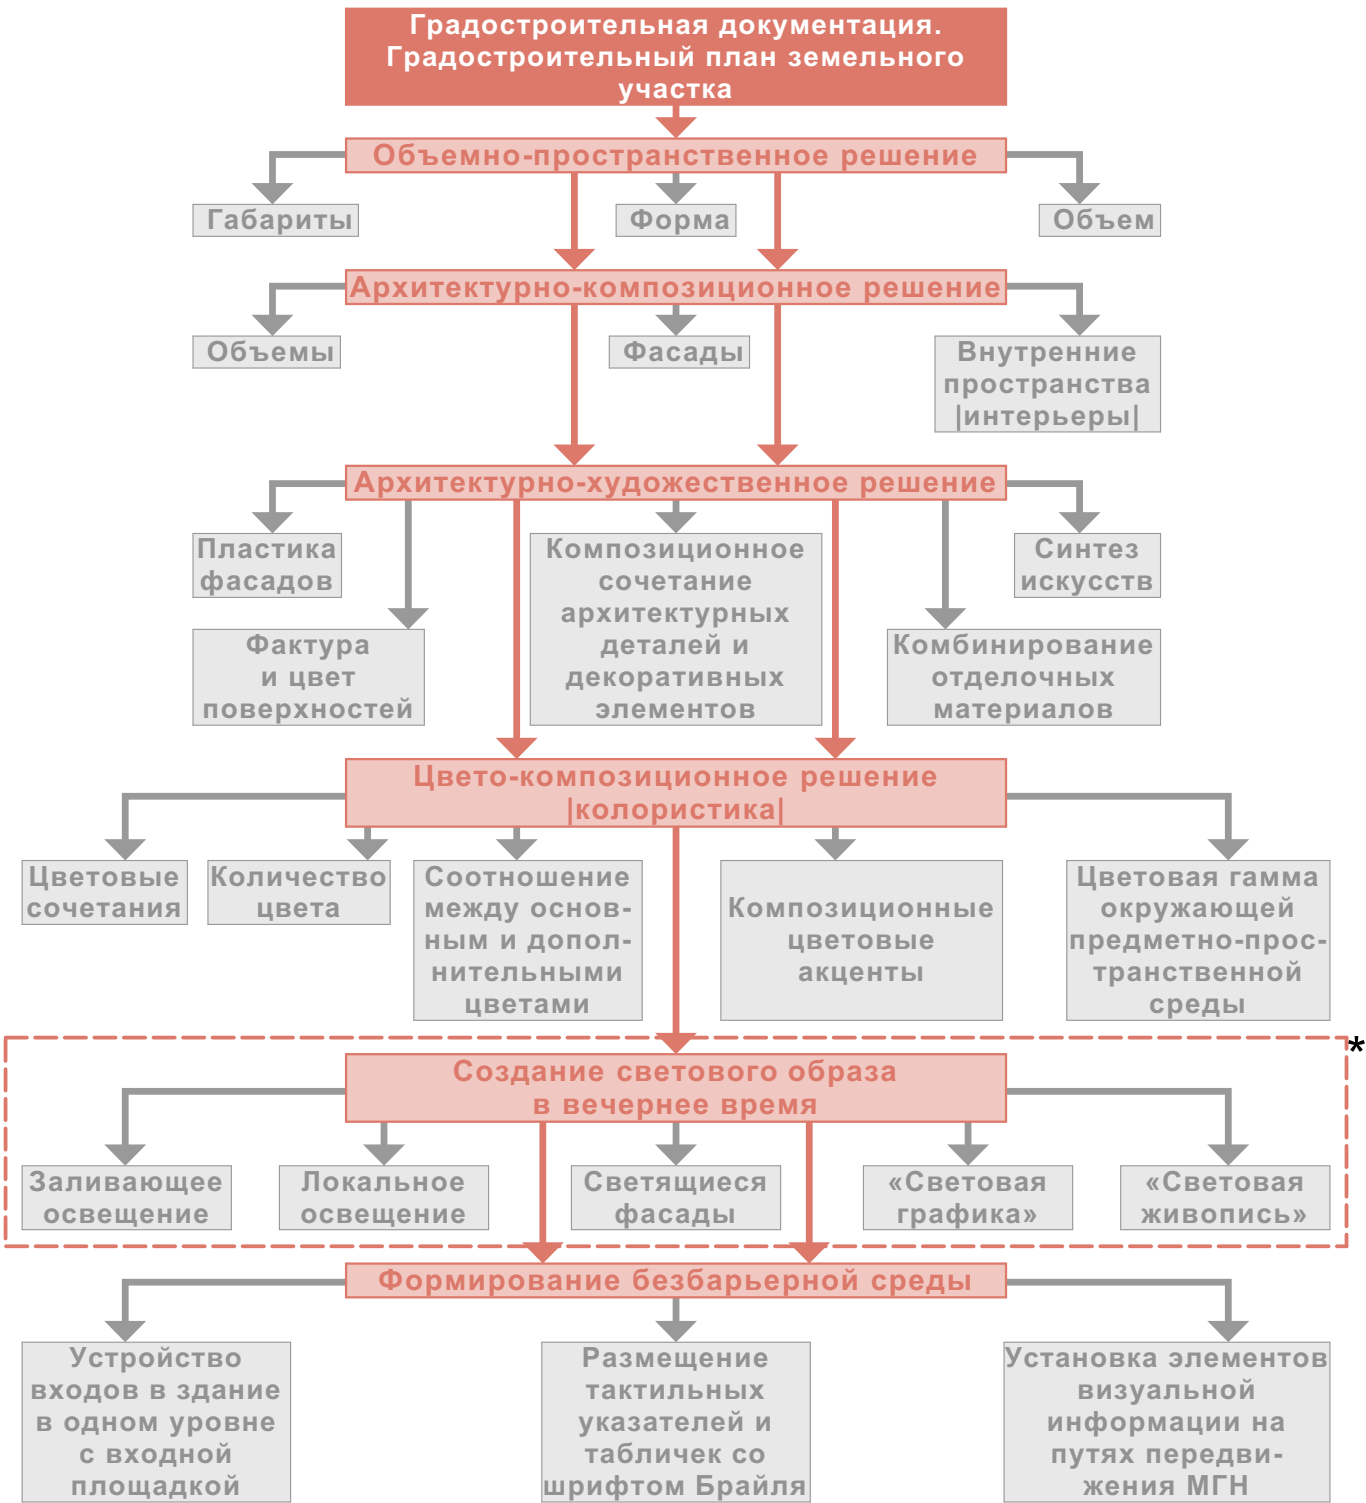 Градостроительная документация.
Градостроительный план земельного
участка
Объемно-пространственное решение
Габариты
Форма
Объем
Архитектурно-композиционное решение
Объемы
Фасады
Внутренние
пространства
|интерьеры|
Архитектурно-художественное решение
Пластика
фасадов
Фактура
и цвет
поверхностей
Композиционное
сочетание
архитектурных
деталей и
декоративных
элементов
Комбинирование
отделочных
материалов
Синтез
искусств
Цвето-композиционное решение
|колористика|
Цветовые
сочетания
Количество
цвета
Соотношение
между основ-
ным и допол-
нительными
цветами
Композиционные
цветовые
акценты
Цветовая гамма
окружающей
предметно-прос-
транственной
среды
*
Создание светового образа
в вечернее время
Заливающее
освещение
Локальное
освещение
Светящиеся
фасады
«Световая
графика»
«Световая
живопись»
Формирование безбарьерной среды
Устройство
входов в здание
в одном уровне
с входной
площадкой
Размещение
тактильных
указателей и
табличек со
шрифтом Брайля
Установка элементов
визуальной
информации на
путях передви-
жения МГН